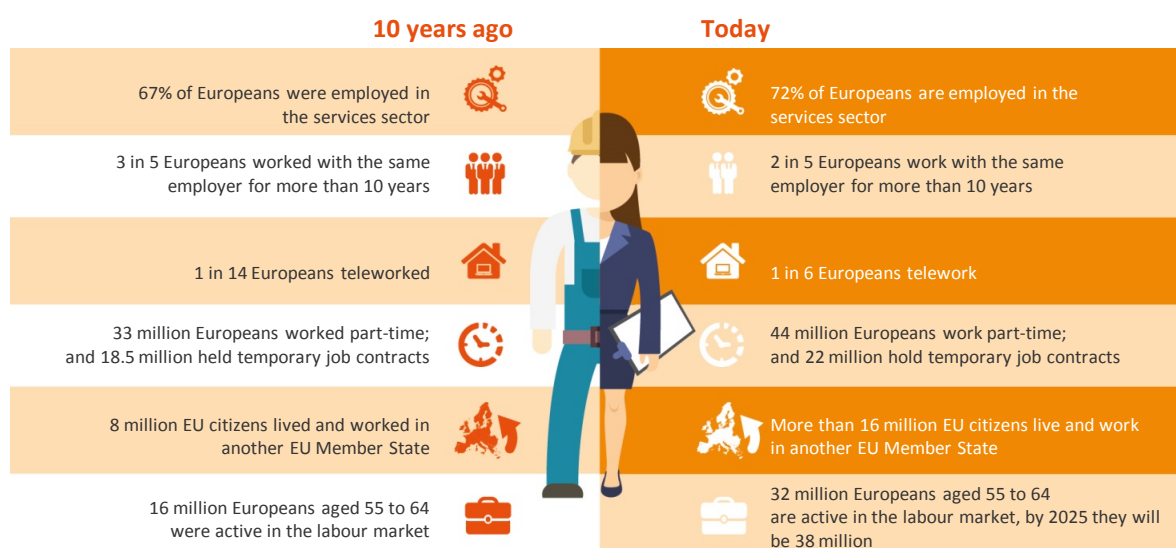 10 years ago
Today
67% of Europeans were employed in
the services sector
72% of Europeans are employed in the
services sector
3 in 5 Europeans worked with the same
employer for more than 10 years
2 in 5 Europeans work with the same
employer for more than 10 years
1 in 14 Europeans teleworked
1 in 6 Europeans telework
33 million Europeans worked part-time;
and 18.5 million held temporary job contracts
44 million Europeans work part-time;
and 22 million hold temporary job contracts
8 million EU citizens lived and worked in
another EU Member State
More than 16 million EU citizens live and work
in another EU Member State
16 million Europeans aged 55 to 64
were active in the labour market
32 million Europeans aged 55 to 64
are active in the labour market, by 2025 they will
be 38 million